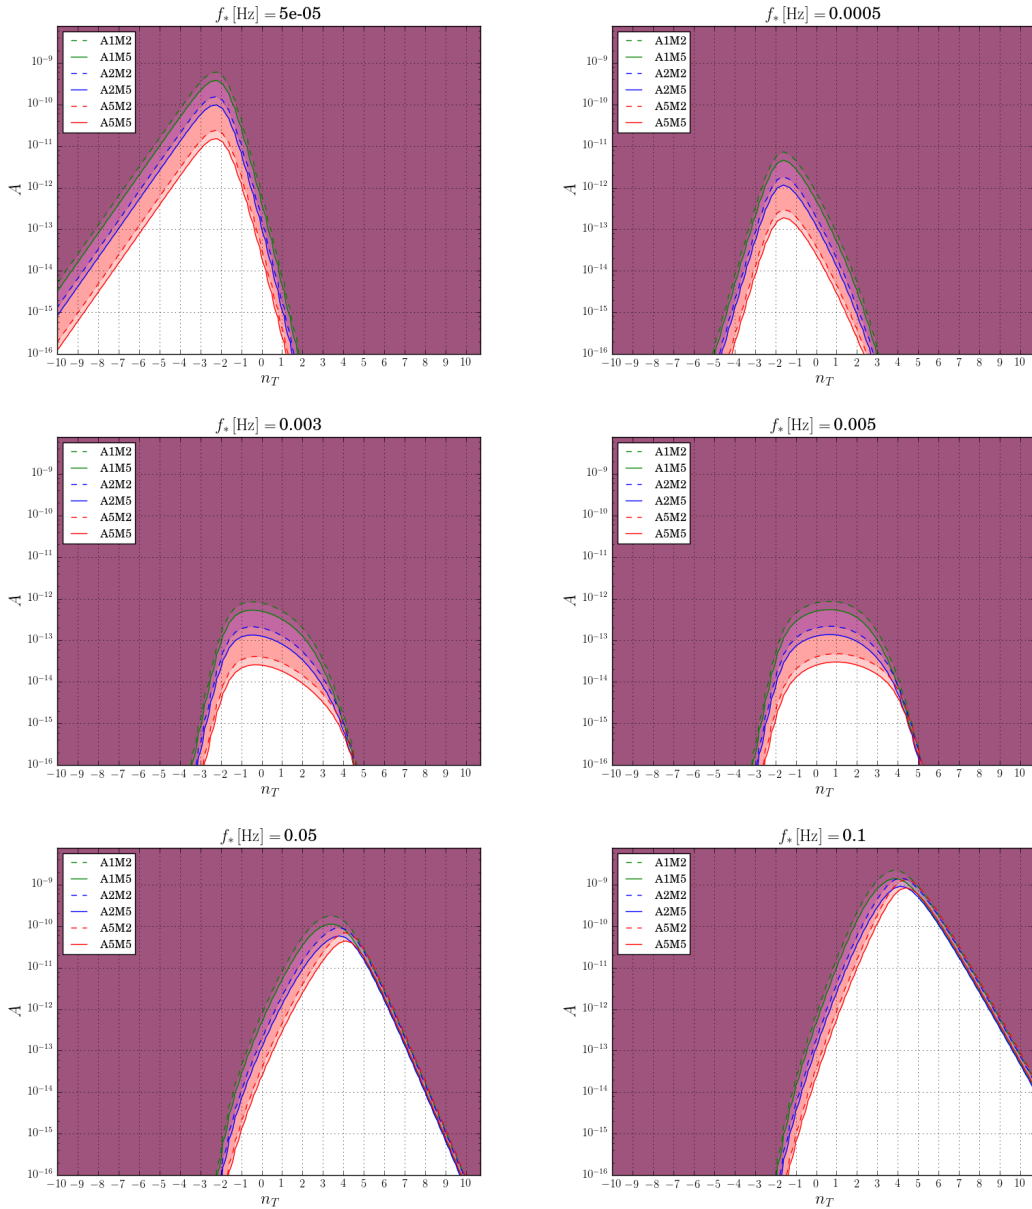 f* [Hz] = 5e-05
A1M2
A1M5
A2M2
A2M5
A5M2
A5M5
10⁻⁹
10⁻¹⁰
10⁻¹¹
10⁻¹²
10⁻¹³
10⁻¹⁴
10⁻¹⁵
10⁻¹⁶
A
−10 −9 −8 −7 −6 −5 −4 −3 −2 −1 0 1 2 3 4 5 6 7 8 9 10
n_T
f* [Hz] = 0.0005
A1M2
A1M5
A2M2
A2M5
A5M2
A5M5
10⁻⁹
10⁻¹⁰
10⁻¹¹
10⁻¹²
10⁻¹³
10⁻¹⁴
10⁻¹⁵
10⁻¹⁶
A
−10 −9 −8 −7 −6 −5 −4 −3 −2 −1 0 1 2 3 4 5 6 7 8 9 10
n_T
f* [Hz] = 0.003
A1M2
A1M5
A2M2
A2M5
A5M2
A5M5
10⁻⁹
10⁻¹⁰
10⁻¹¹
10⁻¹²
10⁻¹³
10⁻¹⁴
10⁻¹⁵
10⁻¹⁶
A
−10 −9 −8 −7 −6 −5 −4 −3 −2 −1 0 1 2 3 4 5 6 7 8 9 10
n_T
f* [Hz] = 0.005
A1M2
A1M5
A2M2
A2M5
A5M2
A5M5
10⁻⁹
10⁻¹⁰
10⁻¹¹
10⁻¹²
10⁻¹³
10⁻¹⁴
10⁻¹⁵
10⁻¹⁶
A
−10 −9 −8 −7 −6 −5 −4 −3 −2 −1 0 1 2 3 4 5 6 7 8 9 10
n_T
f* [Hz] = 0.05
A1M2
A1M5
A2M2
A2M5
A5M2
A5M5
10⁻⁹
10⁻¹⁰
10⁻¹¹
10⁻¹²
10⁻¹³
10⁻¹⁴
10⁻¹⁵
10⁻¹⁶
A
−10 −9 −8 −7 −6 −5 −4 −3 −2 −1 0 1 2 3 4 5 6 7 8 9 10
n_T
f* [Hz] = 0.1
A1M2
A1M5
A2M2
A2M5
A5M2
A5M5
10⁻⁹
10⁻¹⁰
10⁻¹¹
10⁻¹²
10⁻¹³
10⁻¹⁴
10⁻¹⁵
10⁻¹⁶
A
−10 −9 −8 −7 −6 −5 −4 −3 −2 −1 0 1 2 3 4 5 6 7 8 9 10
n_T